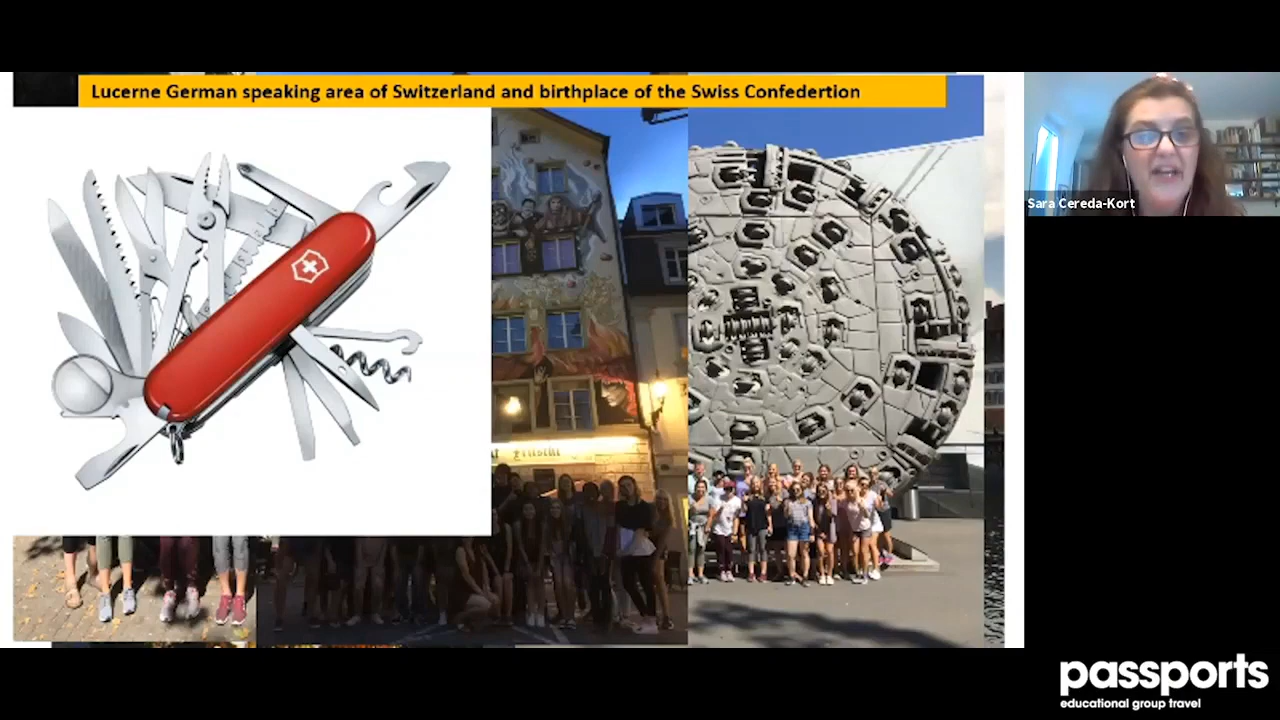 Lucerne German speaking area of Switzerland and birthplace of the Swiss Confedertion
Sara Cereda-Kort
passports
educational group travel